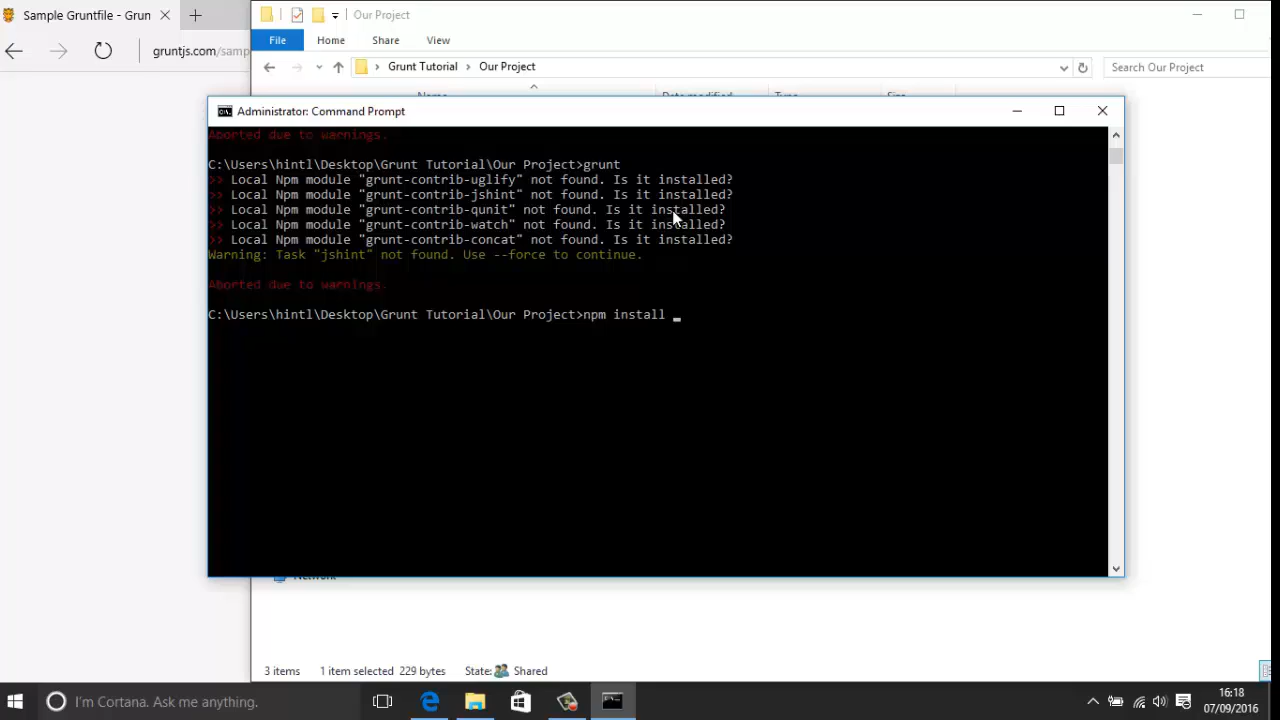 Sample Gruntfile - Grun
Our Project
File Home Share View
gruntjs.com/samp
Grunt Tutorial > Our Project
Search Our Project
Name Date modified Type Size
Administrator: Command Prompt
Aborted due to warnings.
C:\Users\hintl\Desktop\Grunt Tutorial\Our Project>grunt
>> Local Npm module "grunt-contrib-uglify" not found. Is it installed?
>> Local Npm module "grunt-contrib-jshint" not found. Is it installed?
>> Local Npm module "grunt-contrib-qunit" not found. Is it installed?
>> Local Npm module "grunt-contrib-watch" not found. Is it installed?
>> Local Npm module "grunt-contrib-concat" not found. Is it installed?
Warning: Task "jshint" not found. Use --force to continue.
Aborted due to warnings.
C:\Users\hintl\Desktop\Grunt Tutorial\Our Project>npm install _
Network
3 items 1 item selected 229 bytes State: Shared
I'm Cortana. Ask me anything.
16:18
07/09/2016